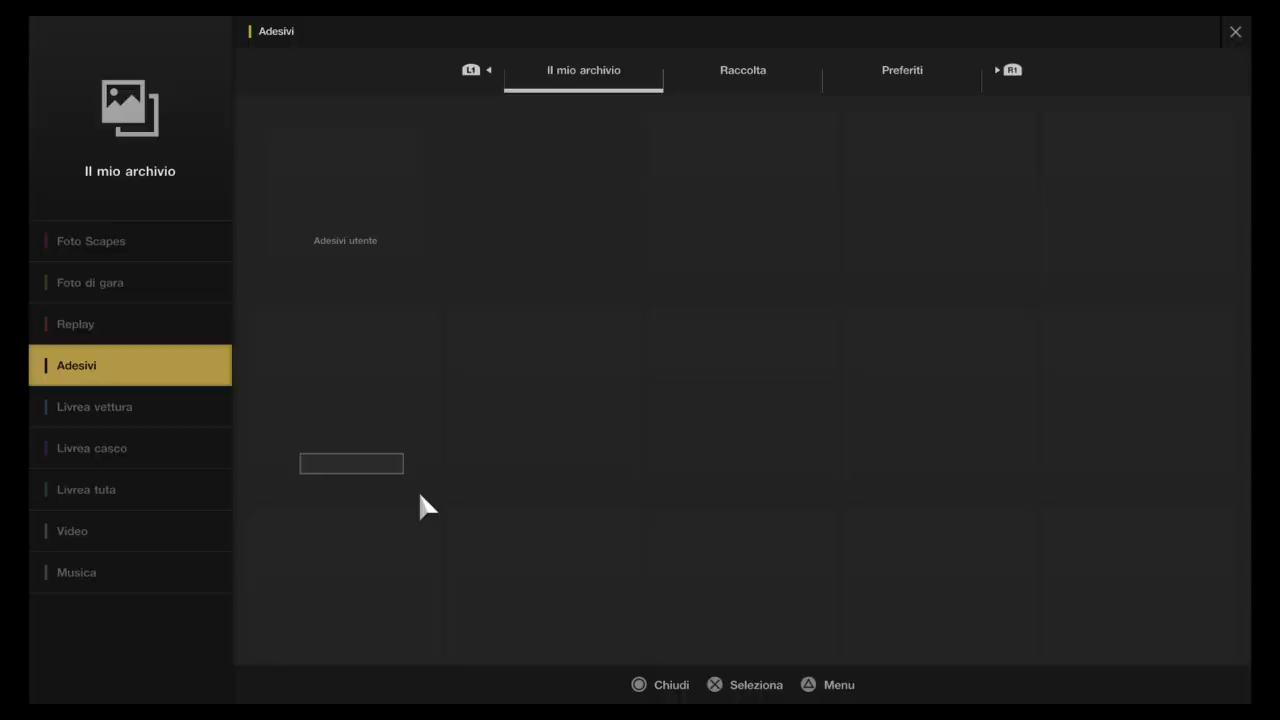 Adesivi
L1
Il mio archivio
Raccolta
Preferiti
R1
Il mio archivio
Foto Scapes
Foto di gara
Replay
Adesivi
Livrea vettura
Livrea casco
Livrea tuta
Video
Musica
Adesivi utente
Chiudi
Seleziona
Menu